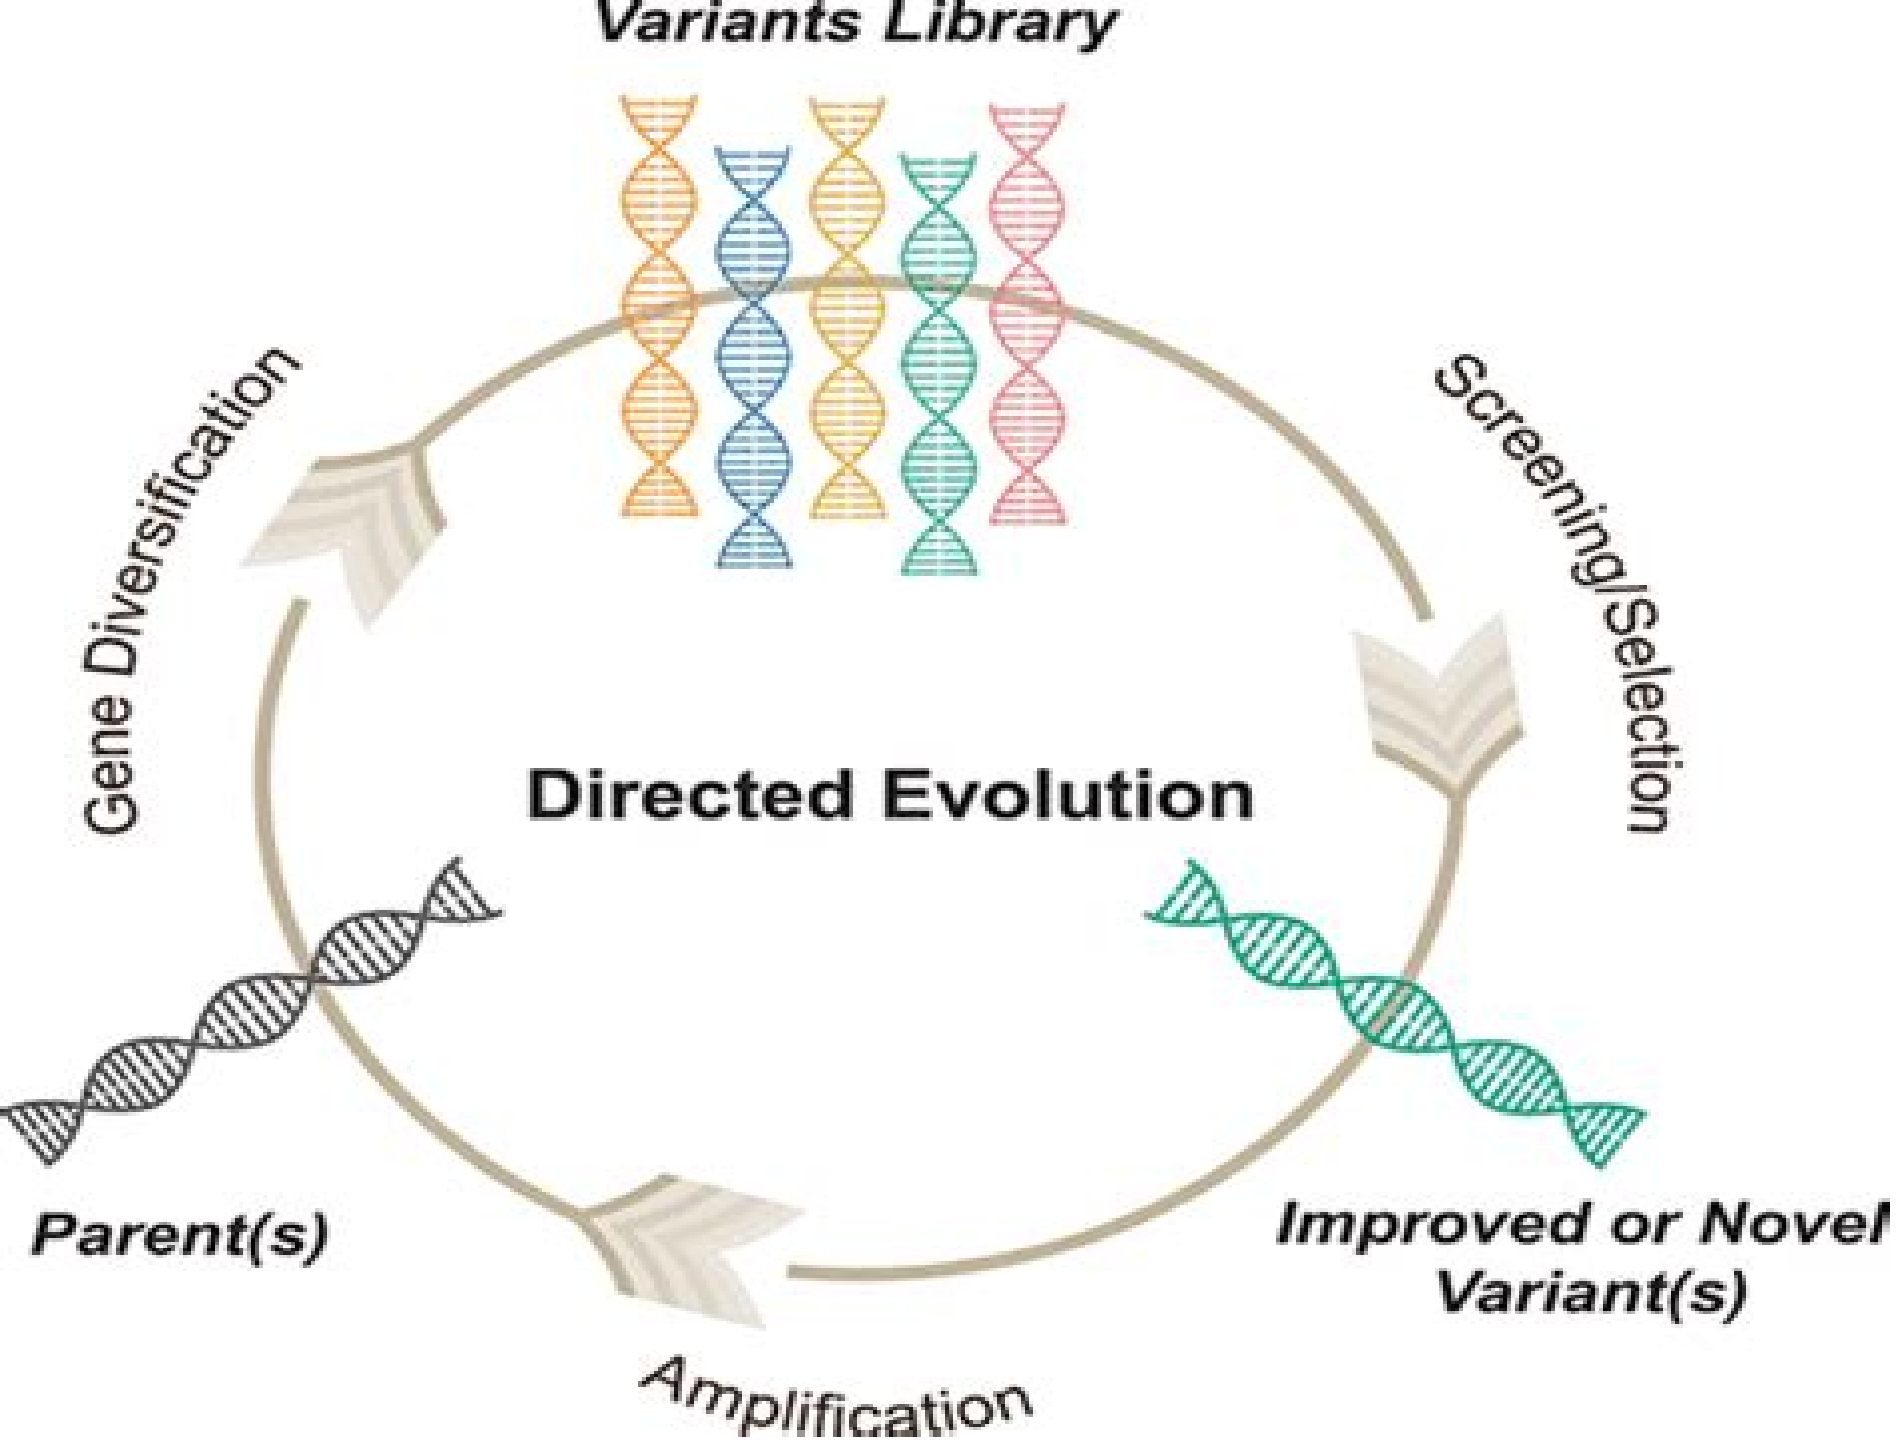 Variants Library
Gene Diversification
Screening/Selection
Directed Evolution
Parent(s)
Improved or Novel
Variant(s)
Amplification